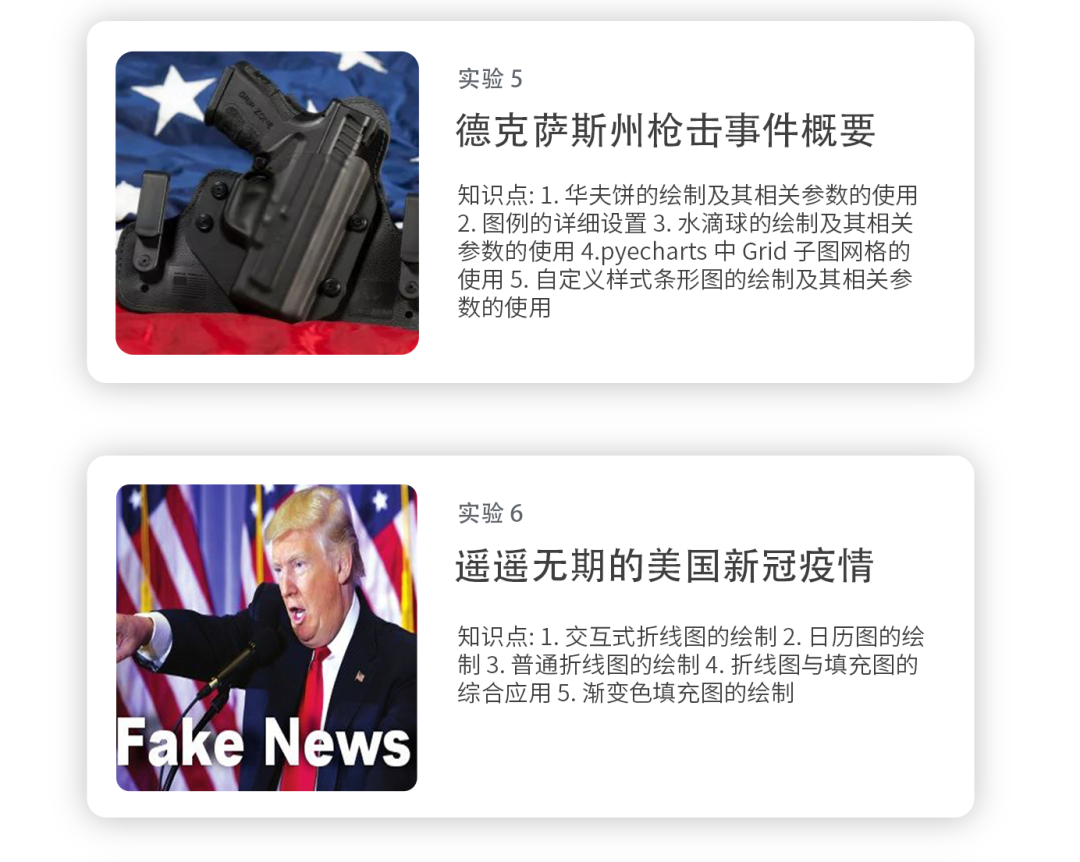 GRIP ZONE
实验 5
德克萨斯州枪击事件概要
知识点: 1. 华夫饼的绘制及其相关参数的使用
2. 图例的详细设置 3. 水滴球的绘制及其相关
参数的使用 4.pyecharts 中 Grid 子图网格的
使用 5. 自定义样式条形图的绘制及其相关参
数的使用
实验 6
遥遥无期的美国新冠疫情
知识点: 1. 交互式折线图的绘制 2. 日历图的绘
制 3. 普通折线图的绘制 4. 折线图与填充图的
综合应用 5. 渐变色填充图的绘制
Fake News